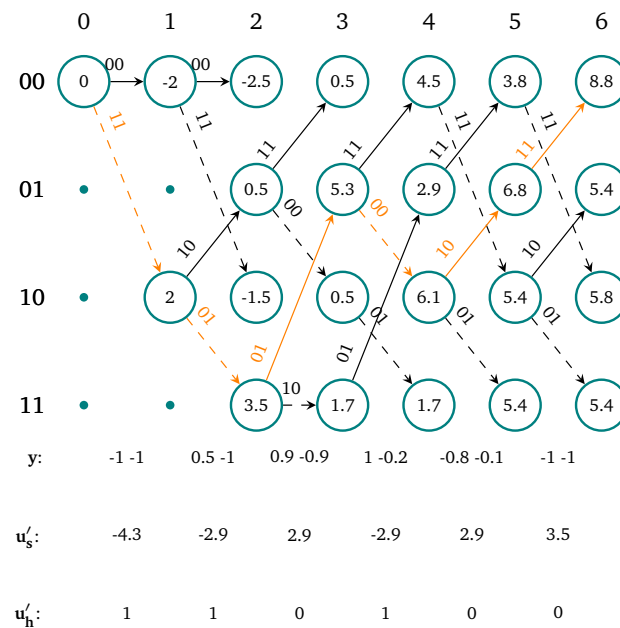 0 1 2 3 4 5 6
00 00
00 0 -2 -2.5 0.5 4.5 3.8 8.8
11 11 11 11 11 11 11 11
01 0.5 5.3 2.9 6.8 5.4
00 00
10 10 10
10 2 -1.5 0.5 6.1 5.4 5.8
01 01 01 01
01 01
10
11 3.5 1.7 1.7 5.4 5.4
y: -1 -1 0.5 -1 0.9 -0.9 1 -0.2 -0.8 -0.1 -1 -1
u′s: -4.3 -2.9 2.9 -2.9 2.9 3.5
u′h: 1 1 0 1 0 0